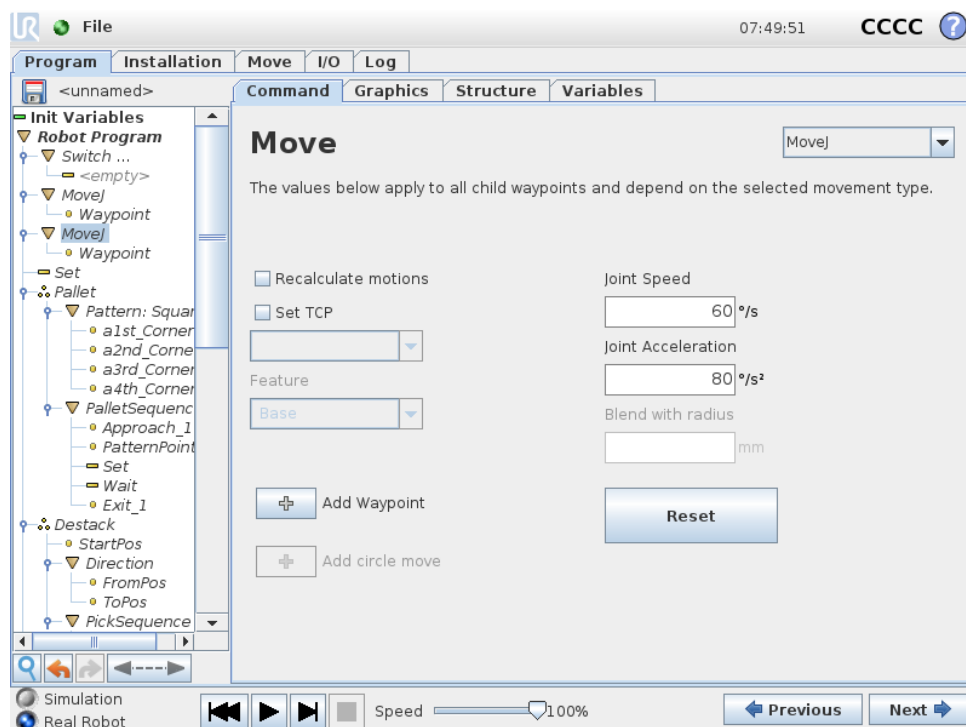 UR File 07:49:51 CCCC ?
Program Installation Move I/O Log
<unnamed> Command Graphics Structure Variables
Init Variables
Robot Program
Switch ...
<empty>
MoveJ
Waypoint
MoveJ
Waypoint
Set
Pallet
Pattern: Squar
a1st_Corner
a2nd_Corne
a3rd_Corner
a4th_Corner
PalletSequenc
Approach_1
PatternPoint
Set
Wait
Exit_1
Destack
StartPos
Direction
FromPos
ToPos
PickSequence
Move MoveJ
The values below apply to all child waypoints and depend on the selected movement type.
Recalculate motions
Set TCP
Feature
Base
Add Waypoint
Add circle move
Joint Speed
60 °/s
Joint Acceleration
80 °/s²
Blend with radius
mm
Reset
Simulation
Real Robot
Speed 100%
Previous Next